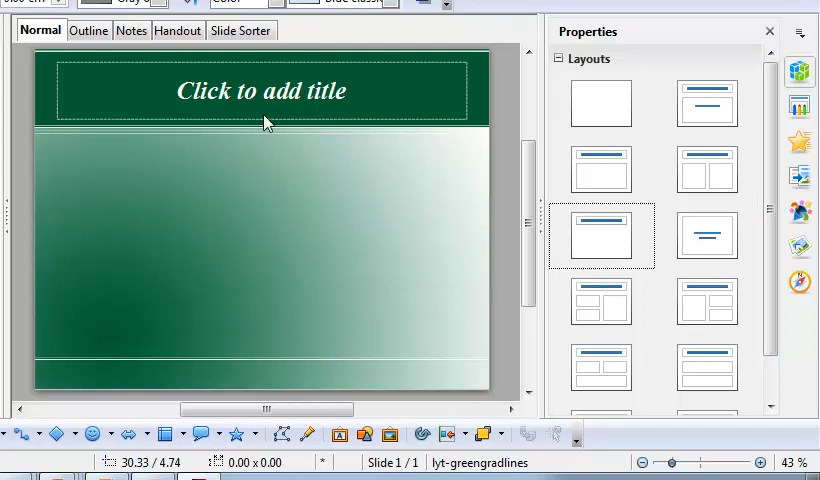 Normal Outline Notes Handout Slide Sorter
Properties
Layouts
Click to add title
30.33 / 4.74 0.00 x 0.00 * Slide 1 / 1 lyt-greengradlines 43 %